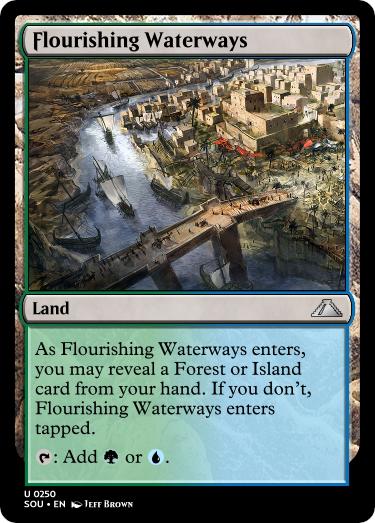 Flourishing Waterways
Land
As Flourishing Waterways enters,
you may reveal a Forest or Island
card from your hand. If you don't,
Flourishing Waterways enters
tapped.
: Add or .
U 0250
SOU • EN Jeff Brown